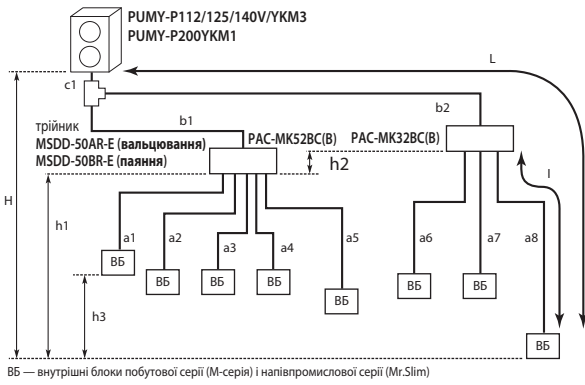 PUMY-P112/125/140V/YKM3
PUMY-P200YKM1
L
c1
b1
b2
трійник
MSDD-50AR-E (вальцювання)
MSDD-50BR-E (паяння)
PAC-MK52BC(B)
PAC-MK32BC(B)
h2
H
h1
l
a1
a2
a3
a4
a5
a6
a7
a8
ВБ
ВБ
ВБ
ВБ
ВБ
ВБ
ВБ
ВБ
h3
ВБ — внутрішні блоки побутової серії (М-серія) і напівпромислової серії (Mr.Slim)